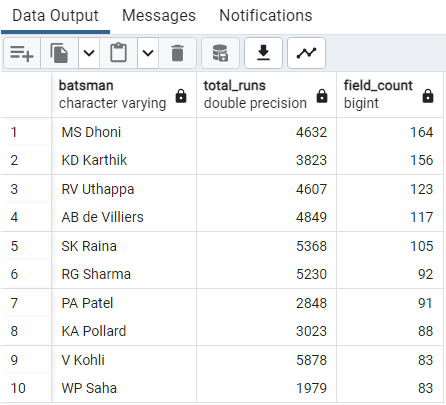 Data Output Messages Notifications
batsman total_runs field_count
character varying double precision bigint
1 MS Dhoni 4632 164
2 KD Karthik 3823 156
3 RV Uthappa 4607 123
4 AB de Villiers 4849 117
5 SK Raina 5368 105
6 RG Sharma 5230 92
7 PA Patel 2848 91
8 KA Pollard 3023 88
9 V Kohli 5878 83
10 WP Saha 1979 83